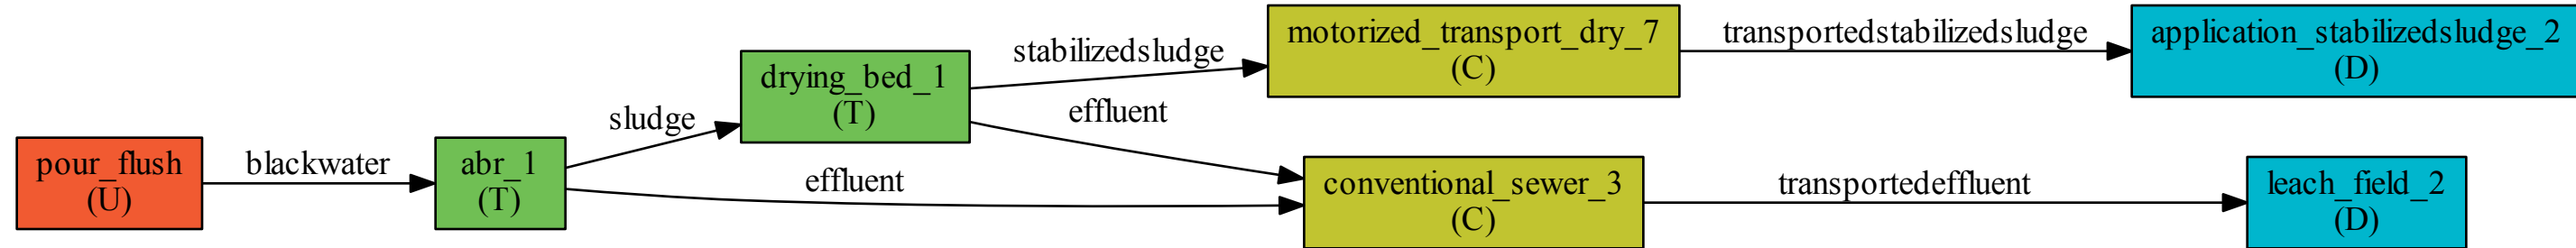 pour_flush
(U)
blackwater
abr_1
(T)
sludge
effluent
drying_bed_1
(T)
stabilizedsludge
effluent
motorized_transport_dry_7
(C)
conventional_sewer_3
(C)
transportedstabilizedsludge
transportedeffluent
application_stabilizedsludge_2
(D)
leach_field_2
(D)